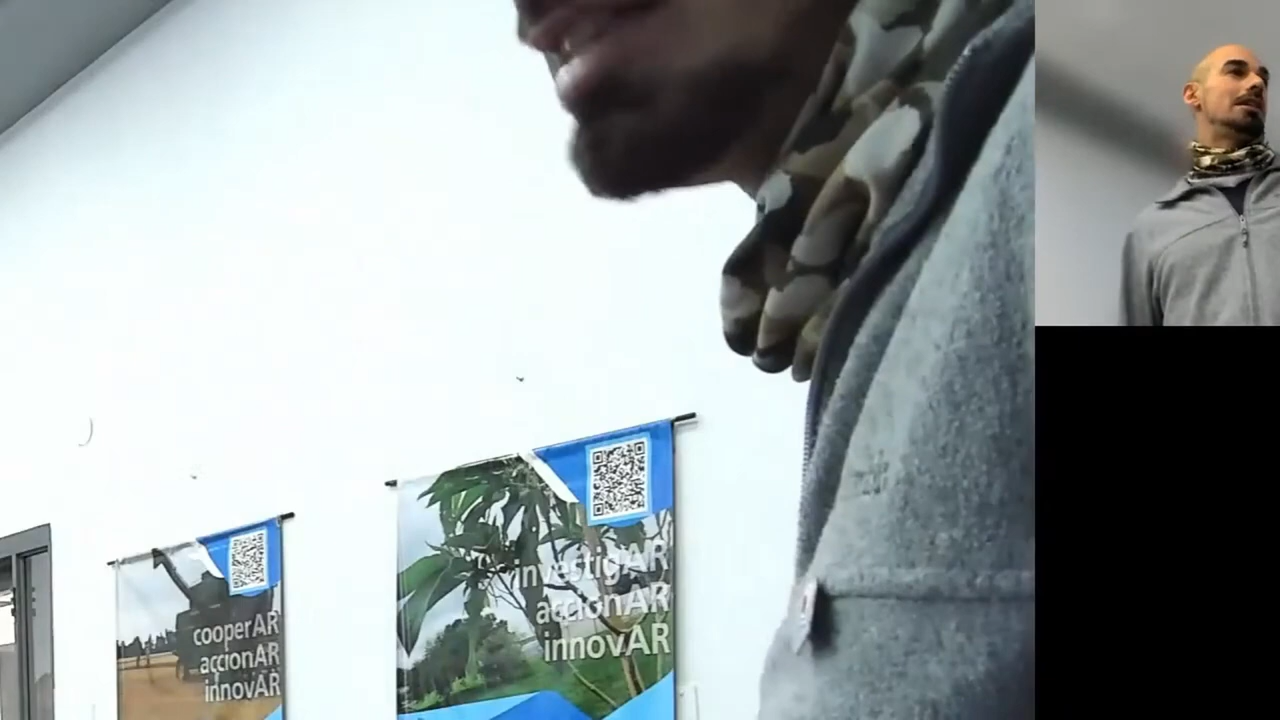 investigAR
accionAR
innovAR
cooperAR
accionAR
innovAR